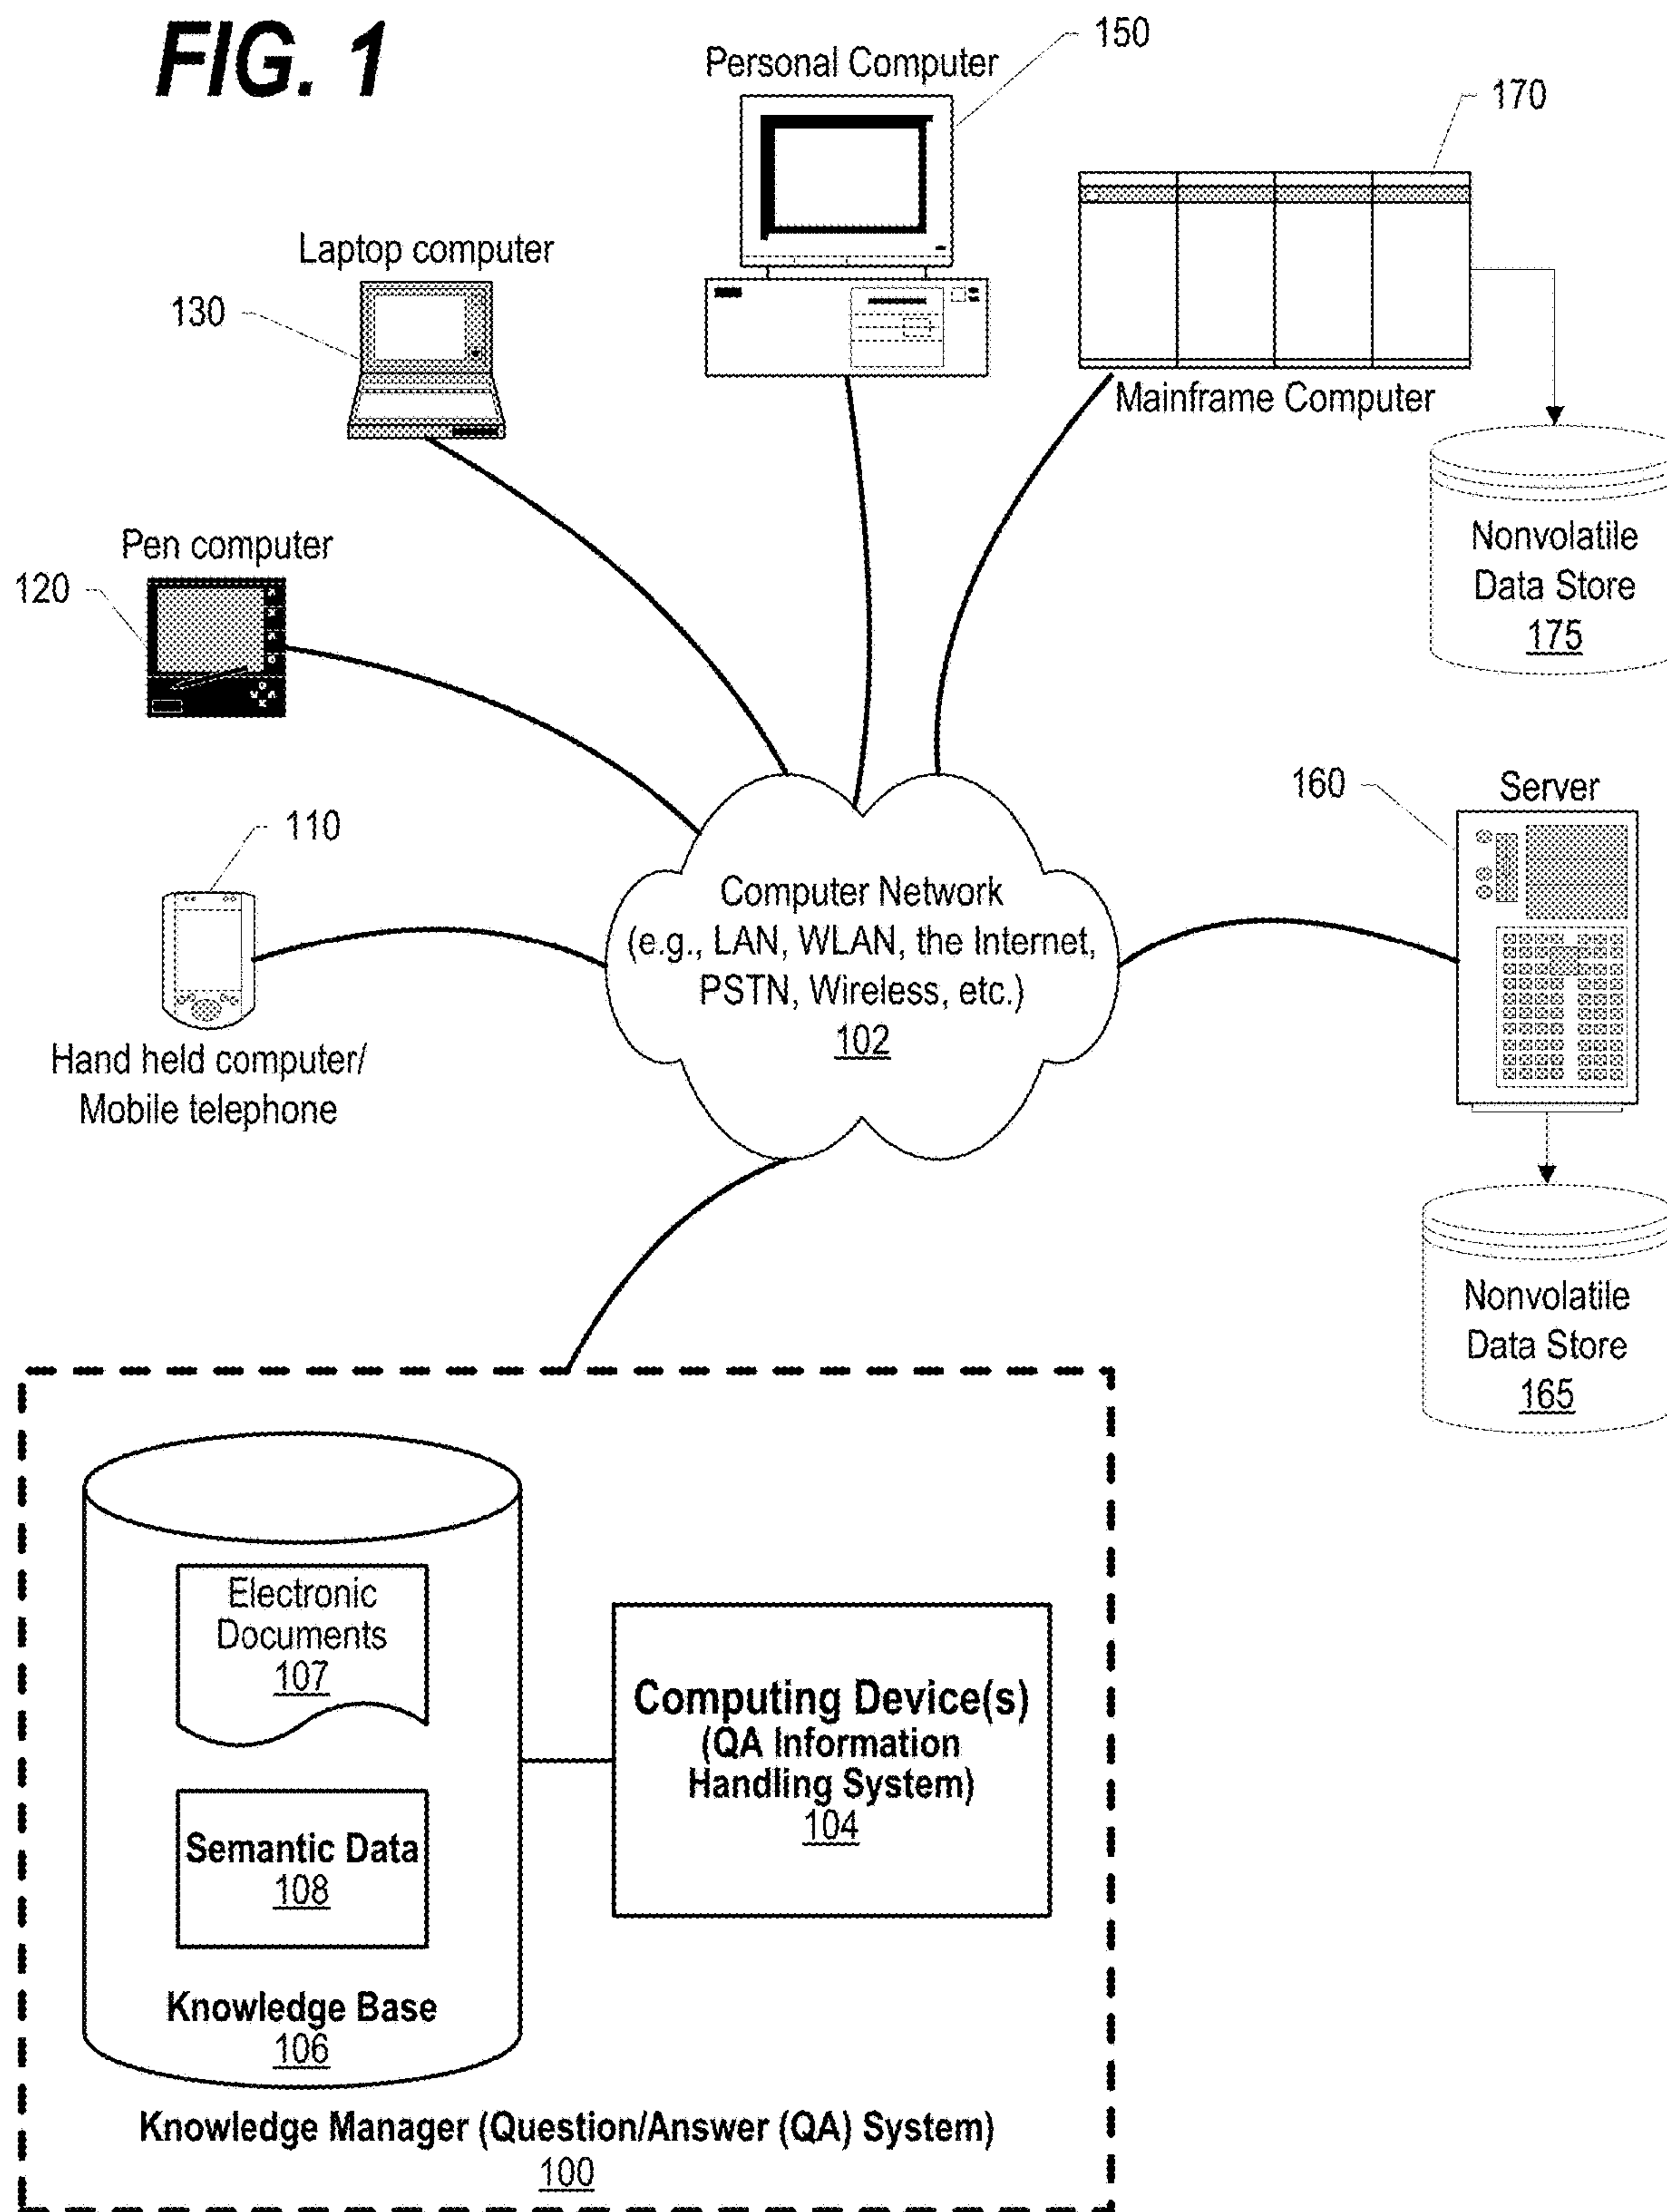 FIG. 1
Personal Computer
150
170
Laptop computer
130
Mainframe Computer
Nonvolatile
Data Store
175
Pen computer
120
160
Server
110
Computer Network
(e.g., LAN, WLAN, the Internet,
PSTN, Wireless, etc.)
102
Hand held computer/
Mobile telephone
Nonvolatile
Data Store
165
Electronic
Documents
107
Semantic Data
108
Knowledge Base
106
Computing Device(s)
(QA Information
Handling System)
104
Knowledge Manager (Question/Answer (QA) System)
100